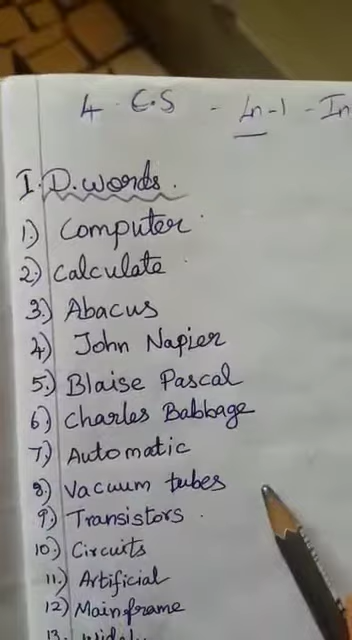 4. C.S - Ln-1 - In
I. D. words.
1) Computer
2) Calculate
3) Abacus
4) John Napier
5) Blaise Pascal
6) Charles Babbage
7) Automatic
8) Vacuum tubes
9) Transistors.
10) Circuits
11) Artificial
12) Mainframe
13.